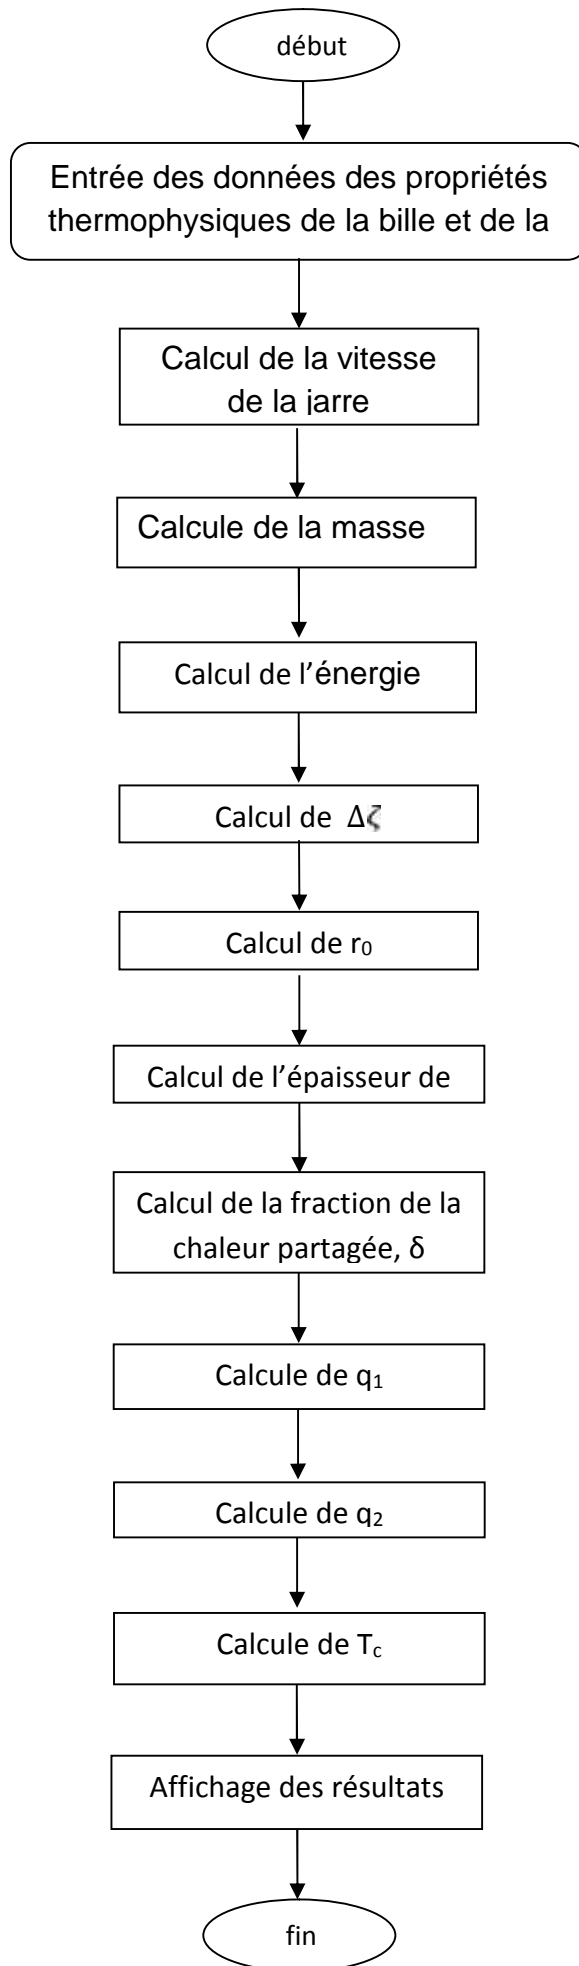 début
Entrée des données des propriétés
thermophysiques de la bille et de la
Calcul de la vitesse
de la jarre
Calcule de la masse
Calcul de l’énergie
Calcul de Δζ
Calcul de r₀
Calcul de l’épaisseur de
Calcul de la fraction de la
chaleur partagée, δ
Calcule de q₁
Calcule de q₂
Calcule de T꜀
Affichage des résultats
fin